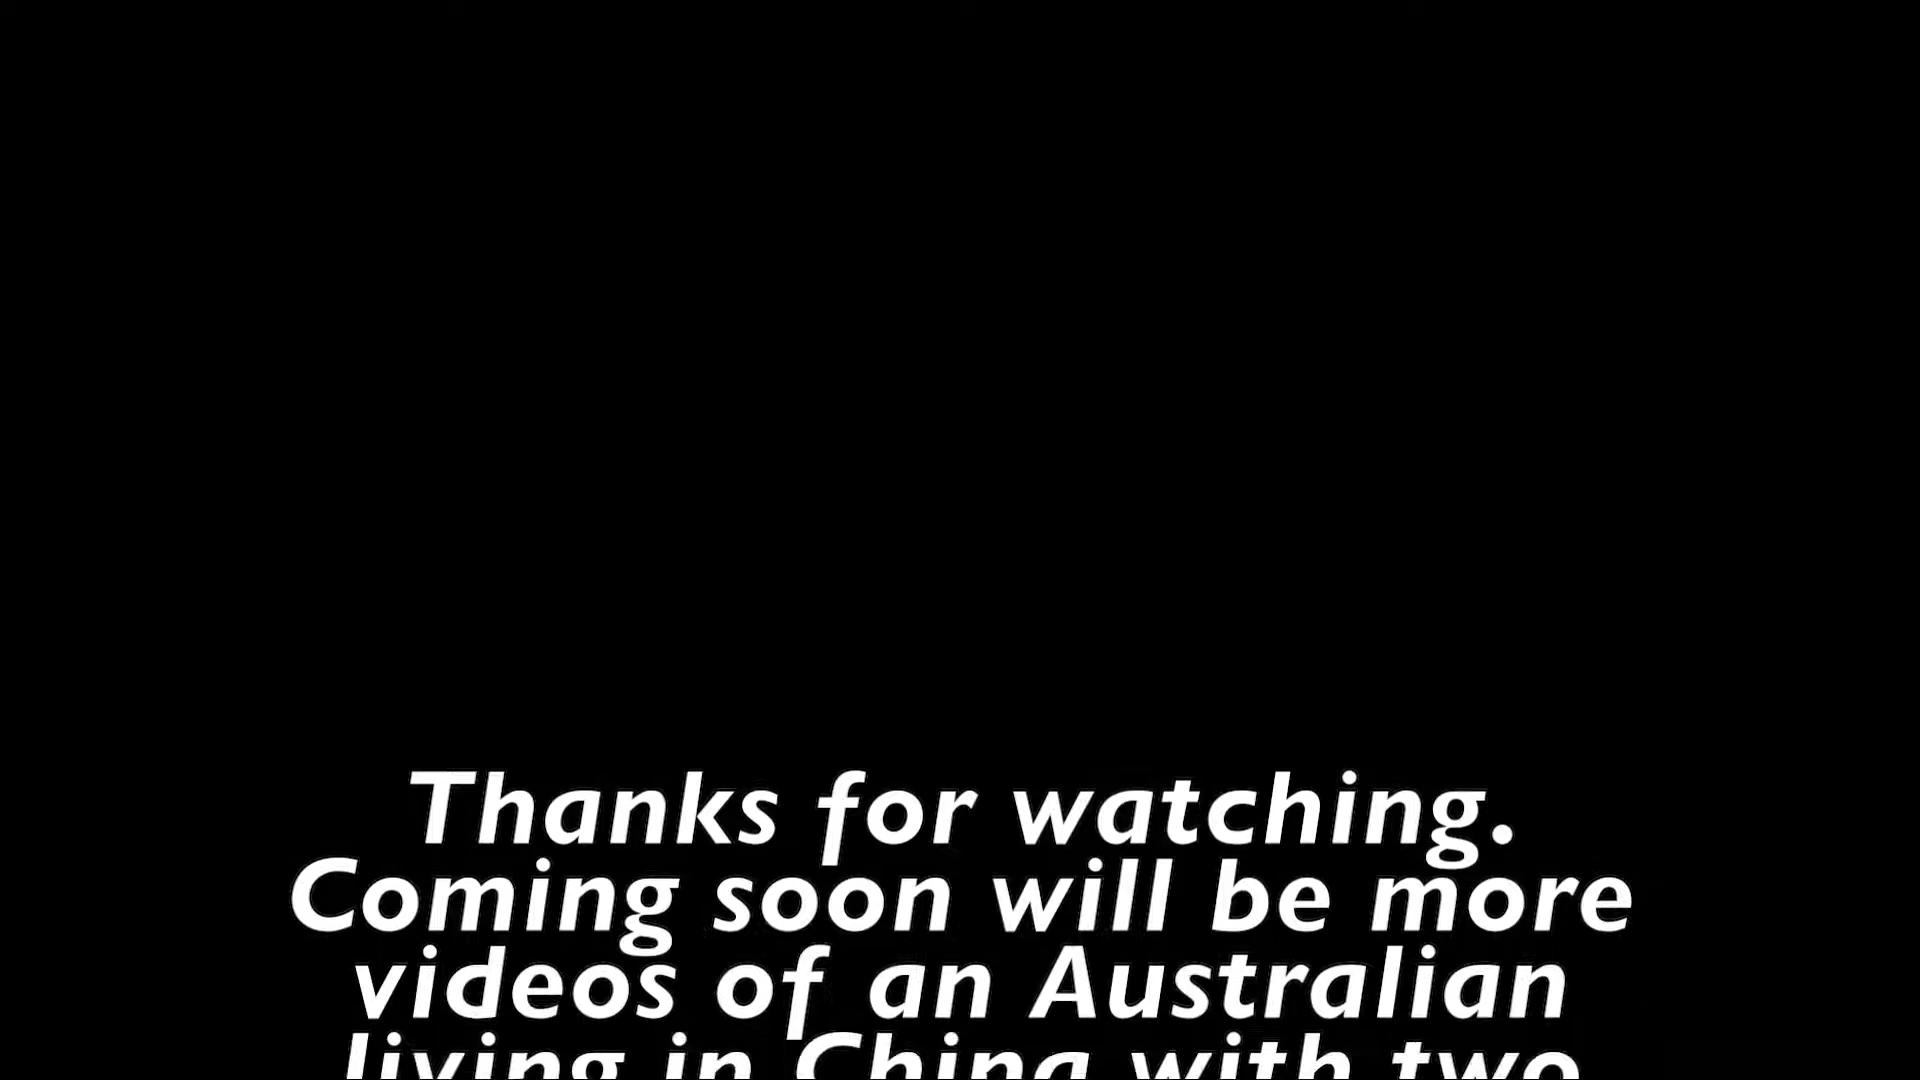 Thanks for watching.
Coming soon will be more
videos of an Australian
living in China with two